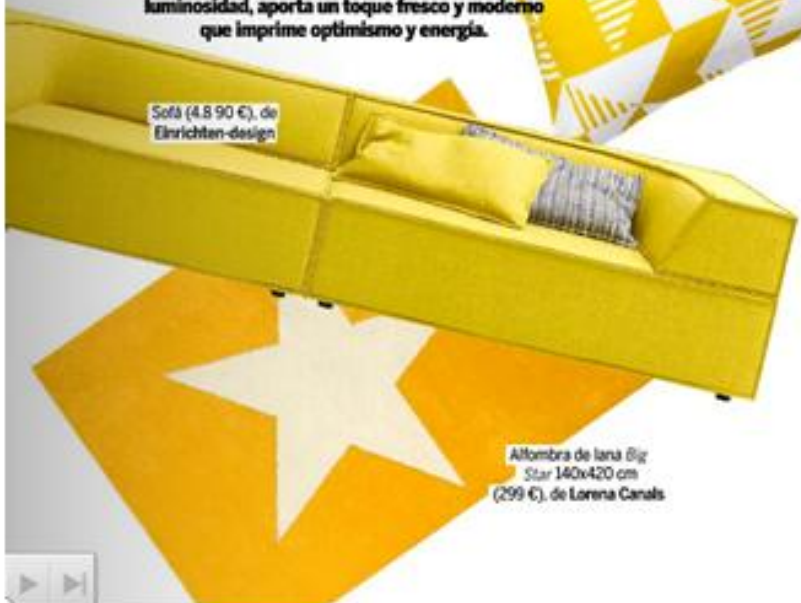 luminosidad, aporta un toque fresco y moderno
que imprime optimismo y energía.
Sofá (4.8 90 €), de
Einrichten-design
Alfombra de lana Big
Star 140x420 cm
(299 €), de Lorena Canals